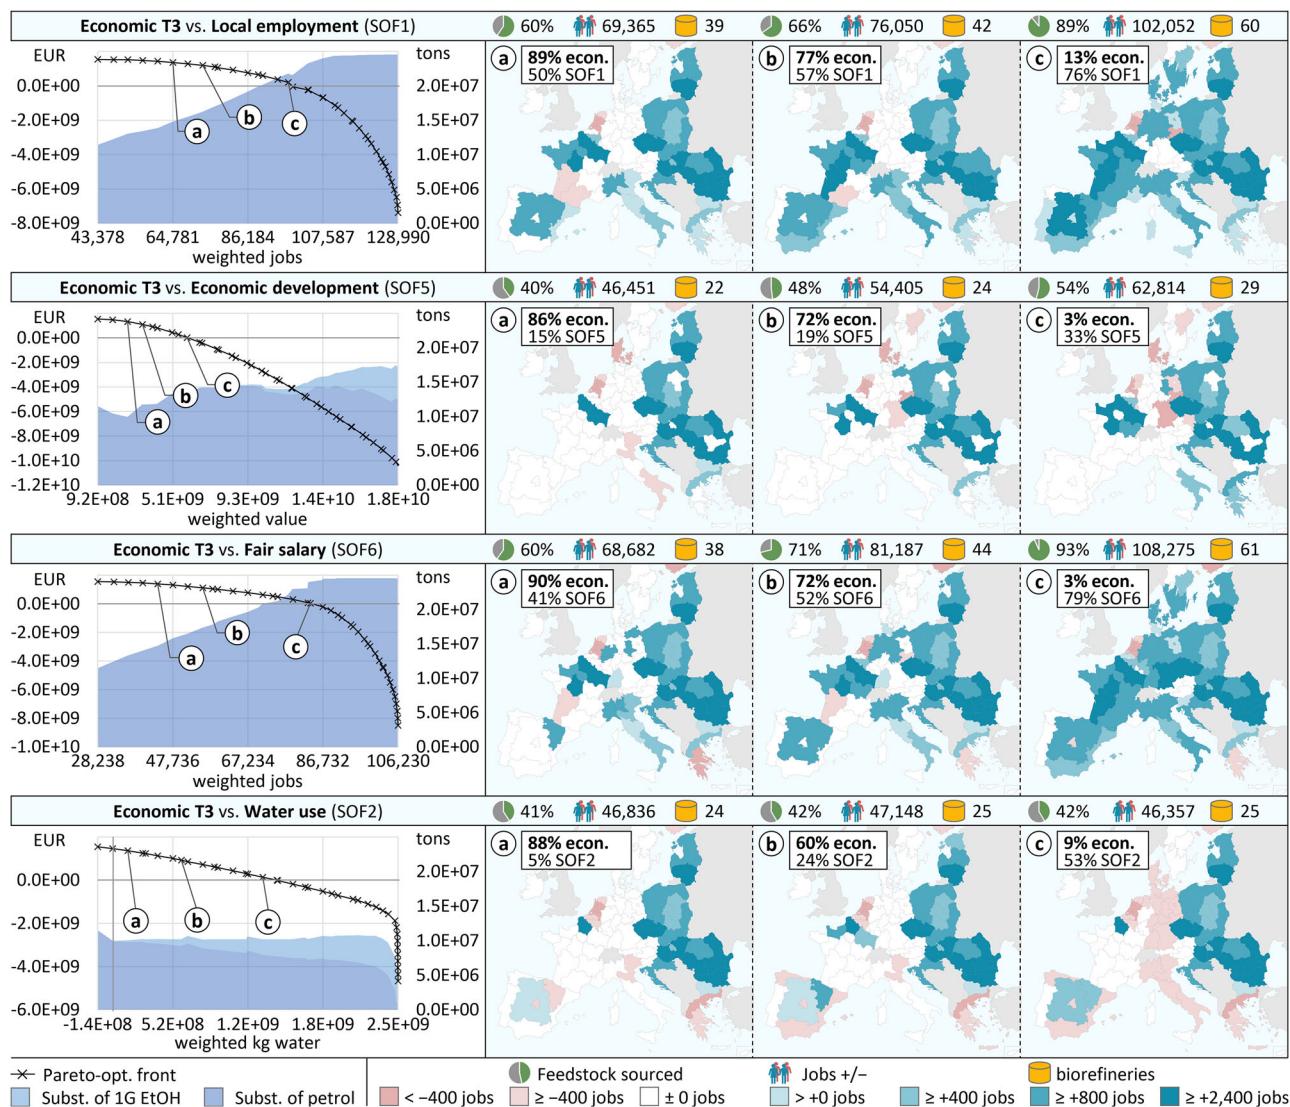 Economic T3 vs. Local employment (SOF1)
60% 69,365 39
66% 76,050 42
89% 102,052 60
EUR
tons
0.0E+00
-2.0E+09
-4.0E+09
-6.0E+09
-8.0E+09
2.0E+07
1.5E+07
1.0E+07
5.0E+06
0.0E+00
43,378 64,781 86,184 107,587 128,990
weighted jobs
a
b
c
a
89% econ.
50% SOF1
b
77% econ.
57% SOF1
c
13% econ.
76% SOF1
Economic T3 vs. Economic development (SOF5)
40% 46,451 22
48% 54,405 24
54% 62,814 29
EUR
tons
0.0E+00
-2.0E+09
-4.0E+09
-6.0E+09
-8.0E+09
-1.0E+10
-1.2E+10
2.0E+07
1.5E+07
1.0E+07
5.0E+06
0.0E+00
9.2E+08 5.1E+09 9.3E+09 1.4E+10 1.8E+10
weighted value
a
b
c
a
86% econ.
15% SOF5
b
72% econ.
19% SOF5
c
3% econ.
33% SOF5
Economic T3 vs. Fair salary (SOF6)
60% 68,682 38
71% 81,187 44
93% 108,275 61
EUR
tons
0.0E+00
-2.0E+09
-4.0E+09
-6.0E+09
-8.0E+09
-1.0E+10
2.0E+07
1.5E+07
1.0E+07
5.0E+06
0.0E+00
28,238 47,736 67,234 86,732 106,230
weighted jobs
a
b
c
a
90% econ.
41% SOF6
b
72% econ.
52% SOF6
c
3% econ.
79% SOF6
Economic T3 vs. Water use (SOF2)
41% 46,836 24
42% 47,148 25
42% 46,357 25
EUR
tons
0.0E+00
-2.0E+09
-4.0E+09
-6.0E+09
2.0E+07
1.5E+07
1.0E+07
5.0E+06
0.0E+00
-1.4E+08 5.2E+08 1.2E+09 1.8E+09 2.5E+09
weighted kg water
a
b
c
a
88% econ.
5% SOF2
b
60% econ.
24% SOF2
c
9% econ.
53% SOF2
Pareto-opt. front
Feedstock sourced
Jobs +/−
biorefineries
Subst. of 1G EtOH Subst. of petrol < −400 jobs ≥ −400 jobs ± 0 jobs > +0 jobs ≥ +400 jobs ≥ +800 jobs ≥ +2,400 jobs